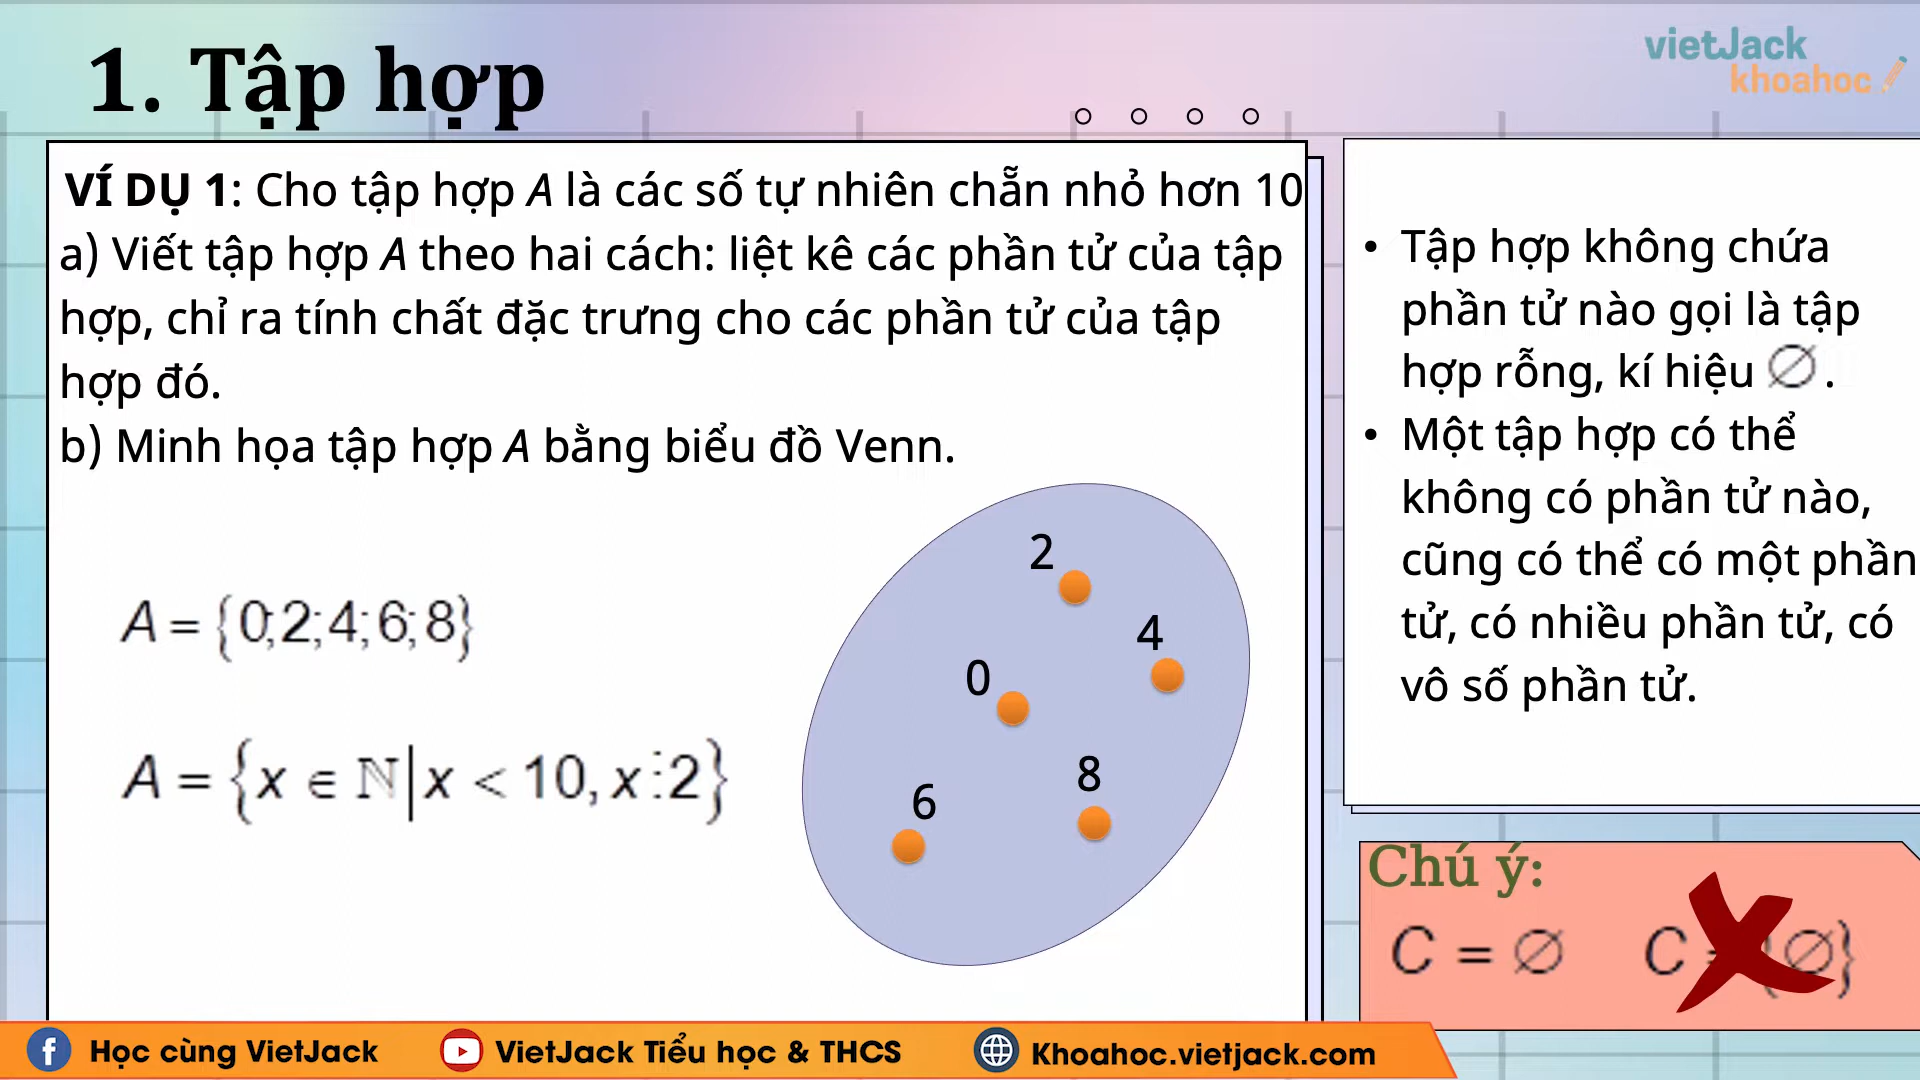 1. Tập hợp
vietJack
khoahoc
VÍ DỤ 1: Cho tập hợp A là các số tự nhiên chẵn nhỏ hơn 10
a) Viết tập hợp A theo hai cách: liệt kê các phần tử của tập
hợp, chỉ ra tính chất đặc trưng cho các phần tử của tập
hợp đó.
b) Minh họa tập hợp A bằng biểu đồ Venn.
A = {0;2;4;6;8}
A = {x ∈ ℕ|x < 10, x⋮2}
2
4
0
8
6
• Tập hợp không chứa
phần tử nào gọi là tập
hợp rỗng, kí hiệu ∅.
• Một tập hợp có thể
không có phần tử nào,
cũng có thể có một phần
tử, có nhiều phần tử, có
vô số phần tử.
Chú ý:
C = ∅ C = {∅}
Học cùng VietJack
VietJack Tiểu học & THCS
Khoahoc.vietjack.com